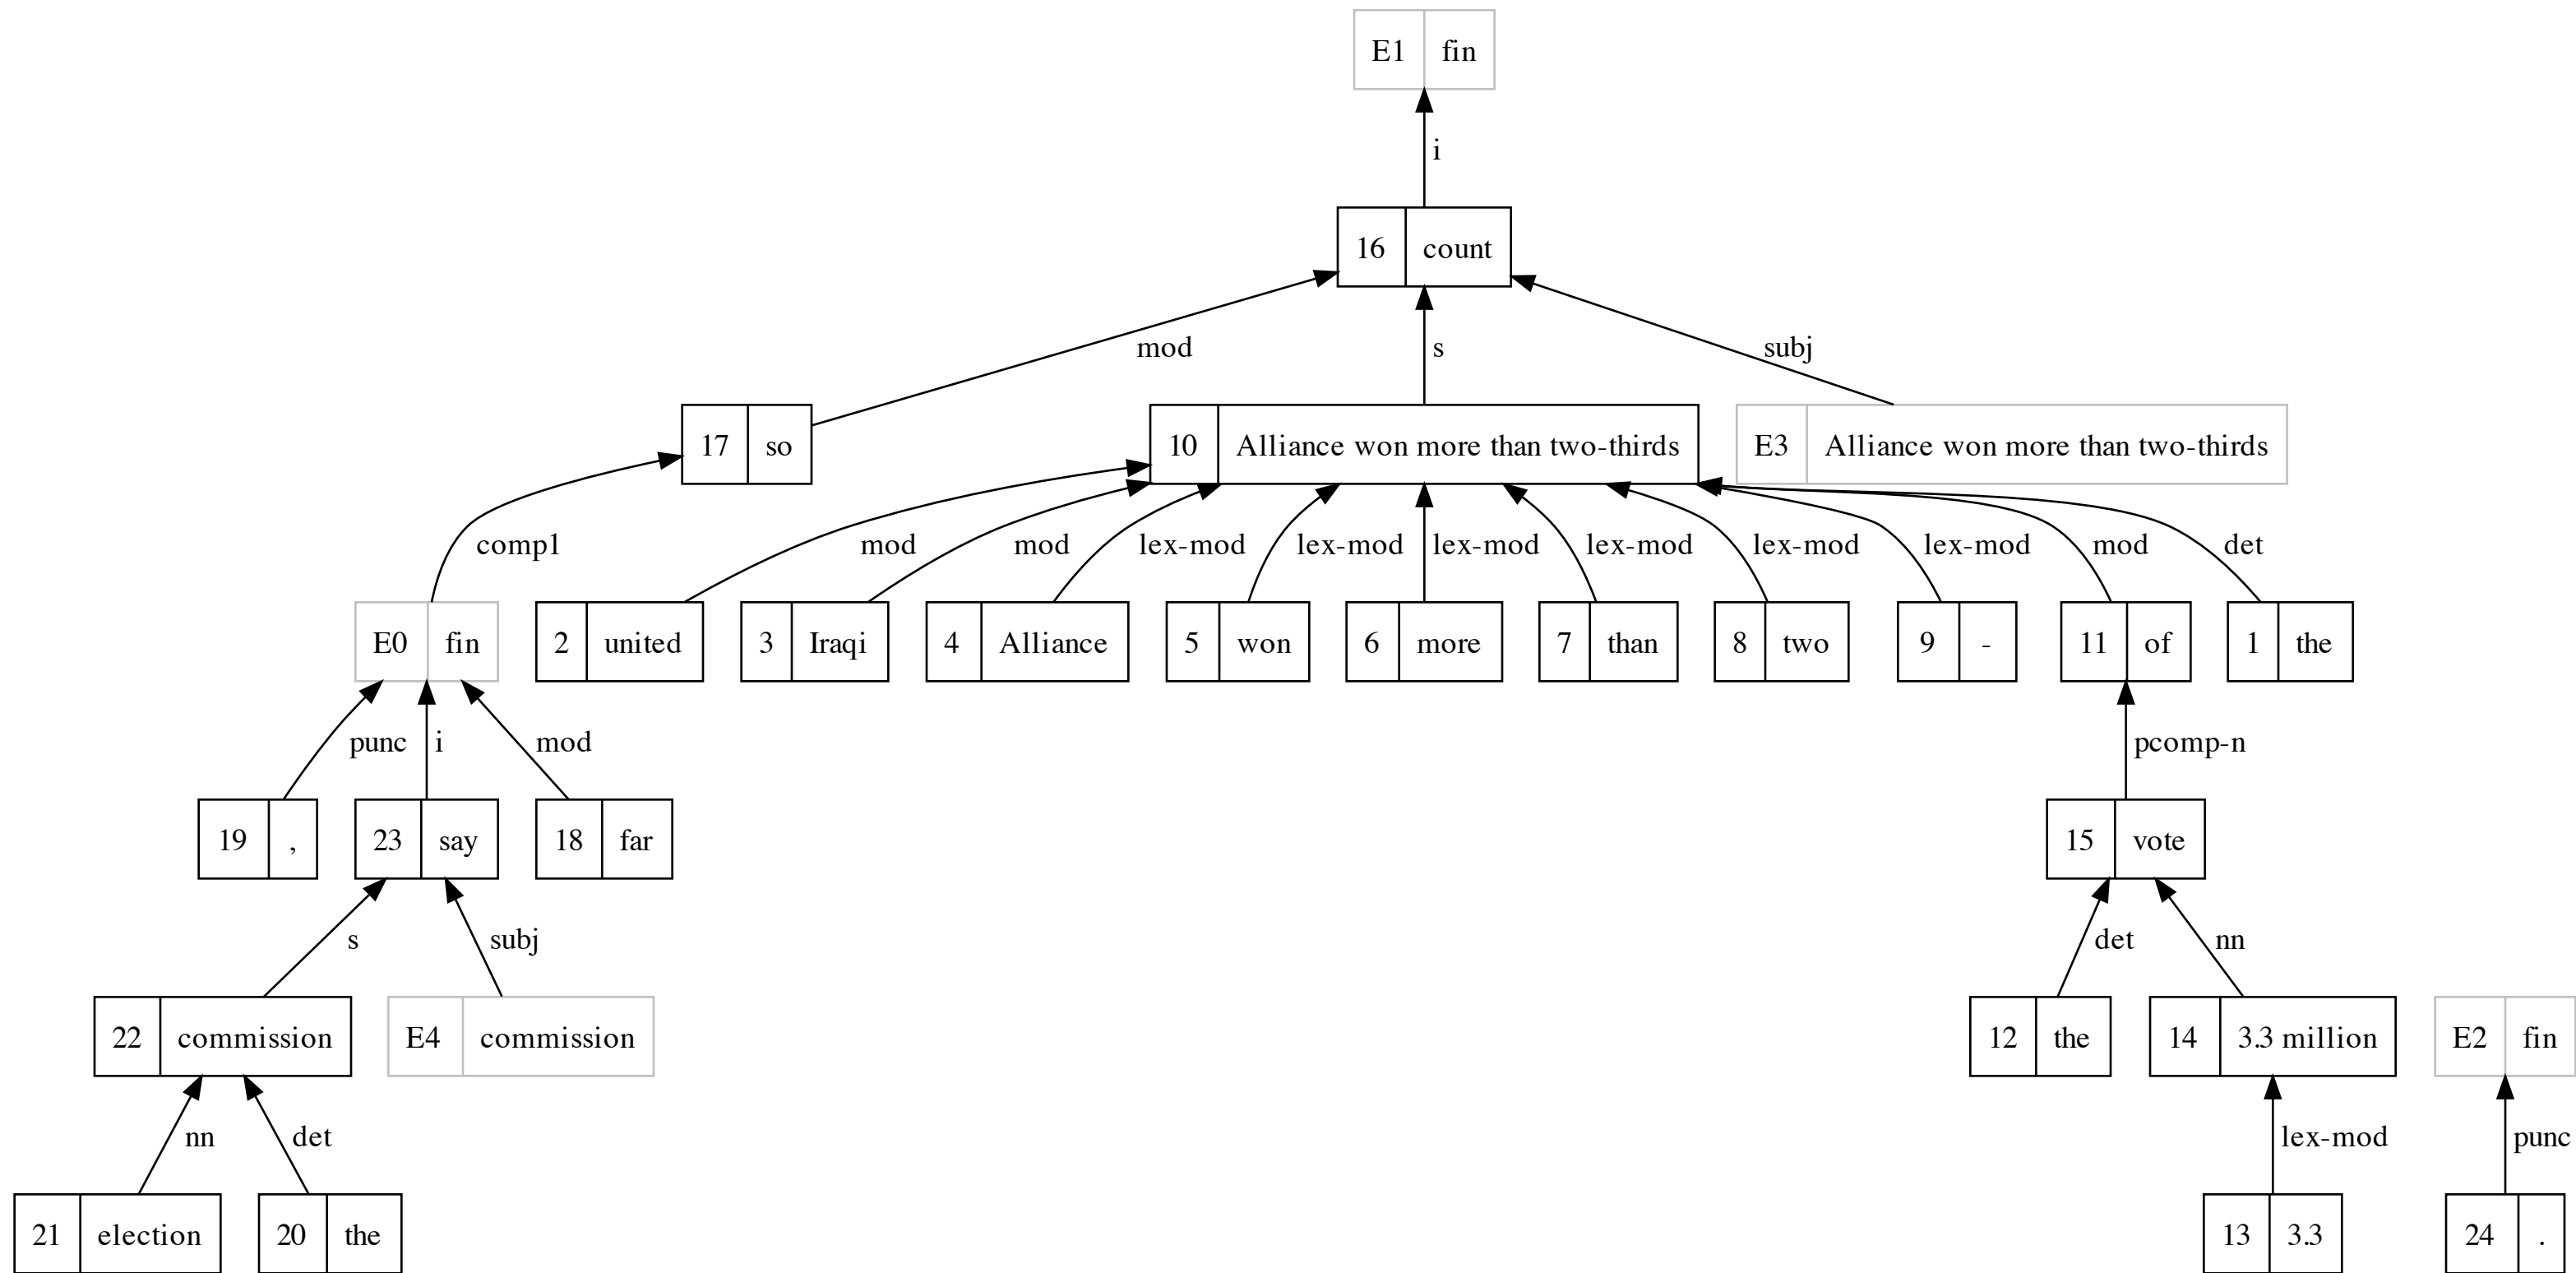 E1 fin
i
16 count
mod s subj
17 so 10 Alliance won more than two-thirds E3 Alliance won more than two-thirds
comp1 mod mod lex-mod lex-mod lex-mod lex-mod lex-mod lex-mod mod det
E0 fin 2 united 3 Iraqi 4 Alliance 5 won 6 more 7 than 8 two 9 - 11 of 1 the
punc i mod pcomp-n
19 , 23 say 18 far 15 vote
s subj det nn
22 commission E4 commission 12 the 14 3.3 million E2 fin
nn det lex-mod punc
21 election 20 the 13 3.3 24 .